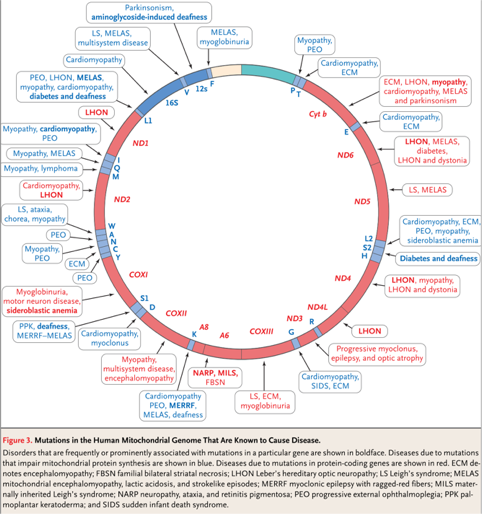 Parkinsonism,
aminoglycoside-induced deafness
LS, MELAS,
multisystem disease
MELAS,
myoglobinuria
Cardiomyopathy
Myopathy,
PEO
Cardiomyopathy,
ECM
PEO, LHON, MELAS,
myopathy, cardiomyopathy,
diabetes and deafness
ECM, LHON, myopathy,
cardiomyopathy, MELAS
and parkinsonism
LHON
Cardiomyopathy,
ECM
Myopathy, cardiomyopathy,
PEO
LHON, MELAS,
diabetes,
LHON and dystonia
Myopathy, MELAS
Myopathy, lymphoma
Cardiomyopathy,
LHON
LS, MELAS
LS, ataxia,
chorea, myopathy
Cardiomyopathy, ECM,
PEO, myopathy,
sideroblastic anemia
PEO
Myopathy,
PEO
Diabetes and deafness
ECM
PEO
LHON, myopathy,
LHON and dystonia
Myoglobinuria,
motor neuron disease,
sideroblastic anemia
PPK, deafness,
MERRF–MELAS
Cardiomyopathy,
myoclonus
LHON
Progressive myoclonus,
epilepsy, and optic atrophy
Myopathy,
multisystem disease,
encephalomyopathy
NARP, MILS,
FBSN
Cardiomyopathy,
SIDS, ECM
Cardiomyopathy
PEO, MERRF,
MELAS, deafness
LS, ECM,
myoglobinuria
F
12s
V
16S
L1
ND1
I
Q
M
ND2
W
A
N
C
Y
COXI
S1
D
COXII
K
A8
A6
COXIII
G
ND3
R
ND4L
ND4
H
S2
L2
ND5
ND6
E
Cyt b
T
P
Figure 3. Mutations in the Human Mitochondrial Genome That Are Known to Cause Disease.
Disorders that are frequently or prominently associated with mutations in a particular gene are shown in boldface. Diseases due to mutations
that impair mitochondrial protein synthesis are shown in blue. Diseases due to mutations in protein-coding genes are shown in red. ECM de-
notes encephalomyopathy; FBSN familial bilateral striatal necrosis; LHON Leber's hereditary optic neuropathy; LS Leigh's syndrome; MELAS
mitochondrial encephalomyopathy, lactic acidosis, and strokelike episodes; MERRF myoclonic epilepsy with ragged-red fibers; MILS mater-
nally inherited Leigh's syndrome; NARP neuropathy, ataxia, and retinitis pigmentosa; PEO progressive external ophthalmoplegia; PPK pal-
moplantar keratoderma; and SIDS sudden infant death syndrome.